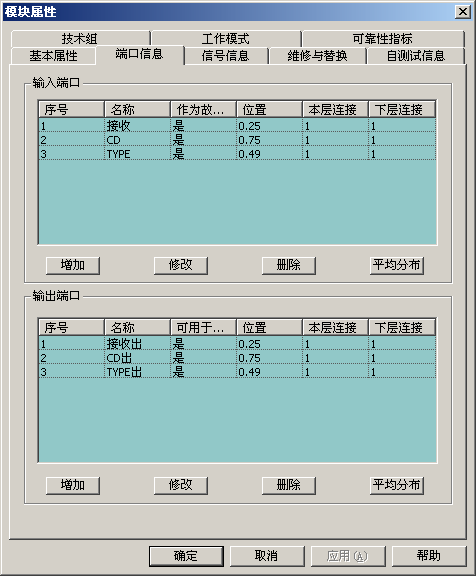 模块属性
技术组 工作模式 可靠性指标
基本属性 端口信息 信号信息 维修与替换 自测试信息
输入端口
序号 名称 作为故... 位置 本层连接 下层连接
1 接收 是 0.25 1 1
2 CD 是 0.75 1 1
3 TYPE 是 0.49 1 1
增加 修改 删除 平均分布
输出端口
序号 名称 可用于... 位置 本层连接 下层连接
1 接收出 是 0.25 1 1
2 CD出 是 0.75 1 1
3 TYPE出 是 0.49 1 1
增加 修改 删除 平均分布
确定 取消 应用(A) 帮助